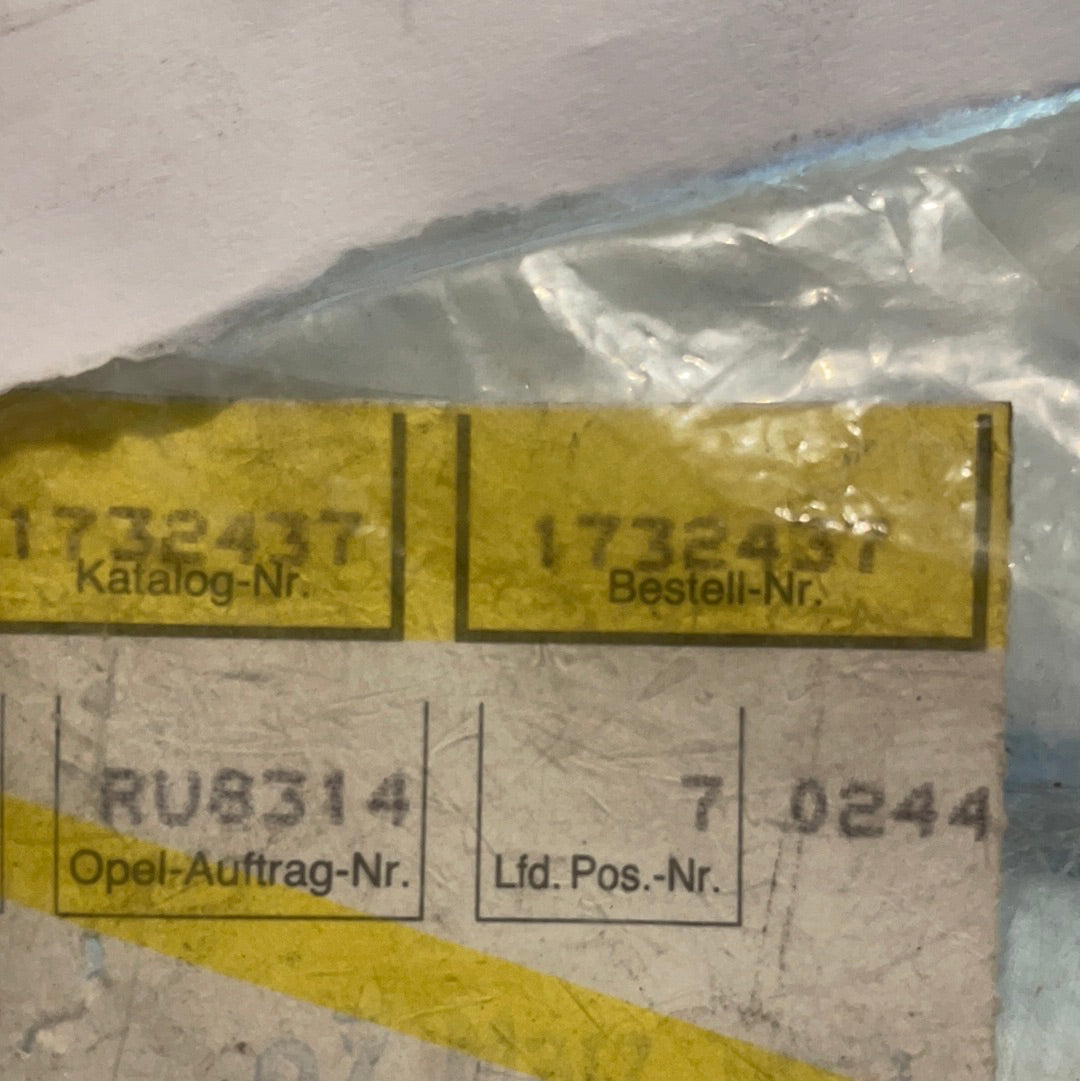 1732437 1732437
Katalog-Nr. Bestell-Nr.
RU8314 7 0244
Opel-Auftrag-Nr. Lfd. Pos.-Nr.